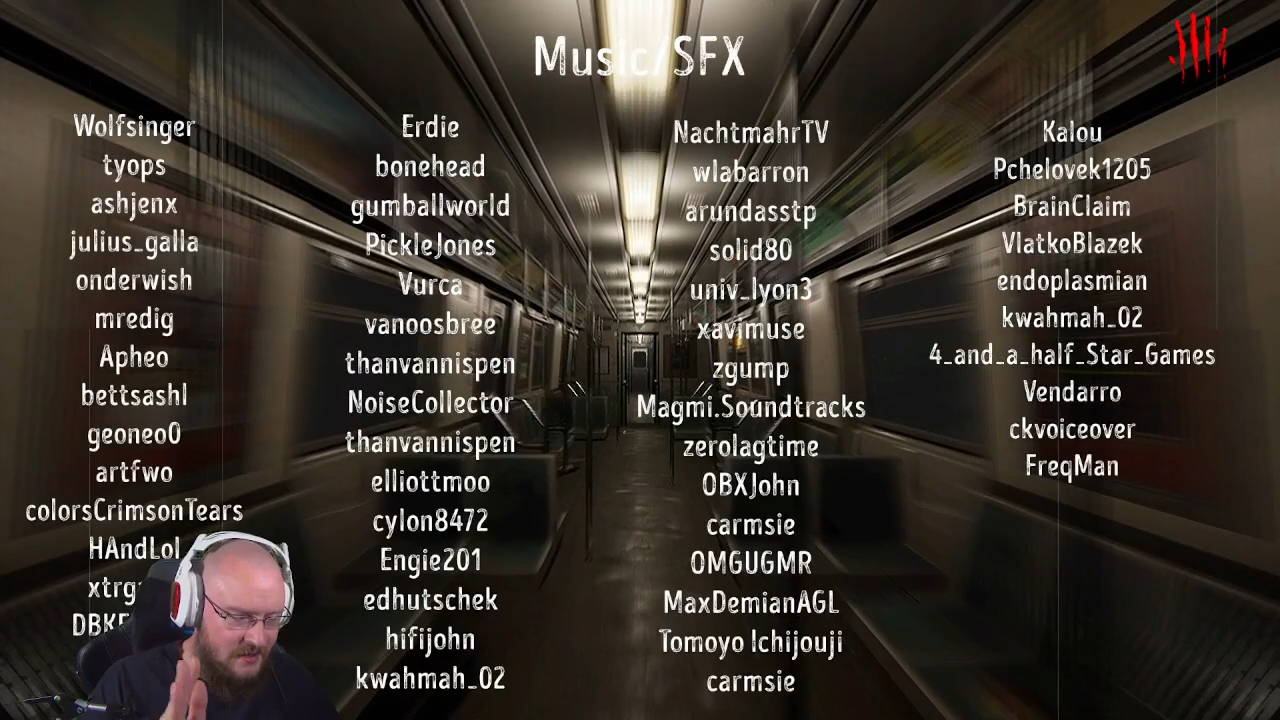 Music/SFX
Wolfsinger
tyops
ashjenx
julius_galla
onderwish
mredig
Apheo
bettsashl
geoneo0
artfwo
colorsCrimsonTears
HAndLol
Erdie
bonehead
gumballworld
PickleJones
Vurca
vanoosbree
thanvannispen
NoiseCollector
thanvannispen
elliottmoo
cylon8472
Engie201
edhutschek
hifijohn
kwahmah_02
NachtmahrTV
wlabarron
arundasstp
solid80
univ_lyon3
xavimuse
zgump
Magmi.Soundtracks
zerolagtime
OBXJohn
carmsie
OMGUGMR
MaxDemianAGL
Tomoyo Ichijouji
carmsie
Kalou
Pchelovek1205
BrainClaim
VlatkoBlazek
endoplasmian
kwahmah_02
4_and_a_half_Star_Games
Vendarro
ckvoiceover
FreqMan